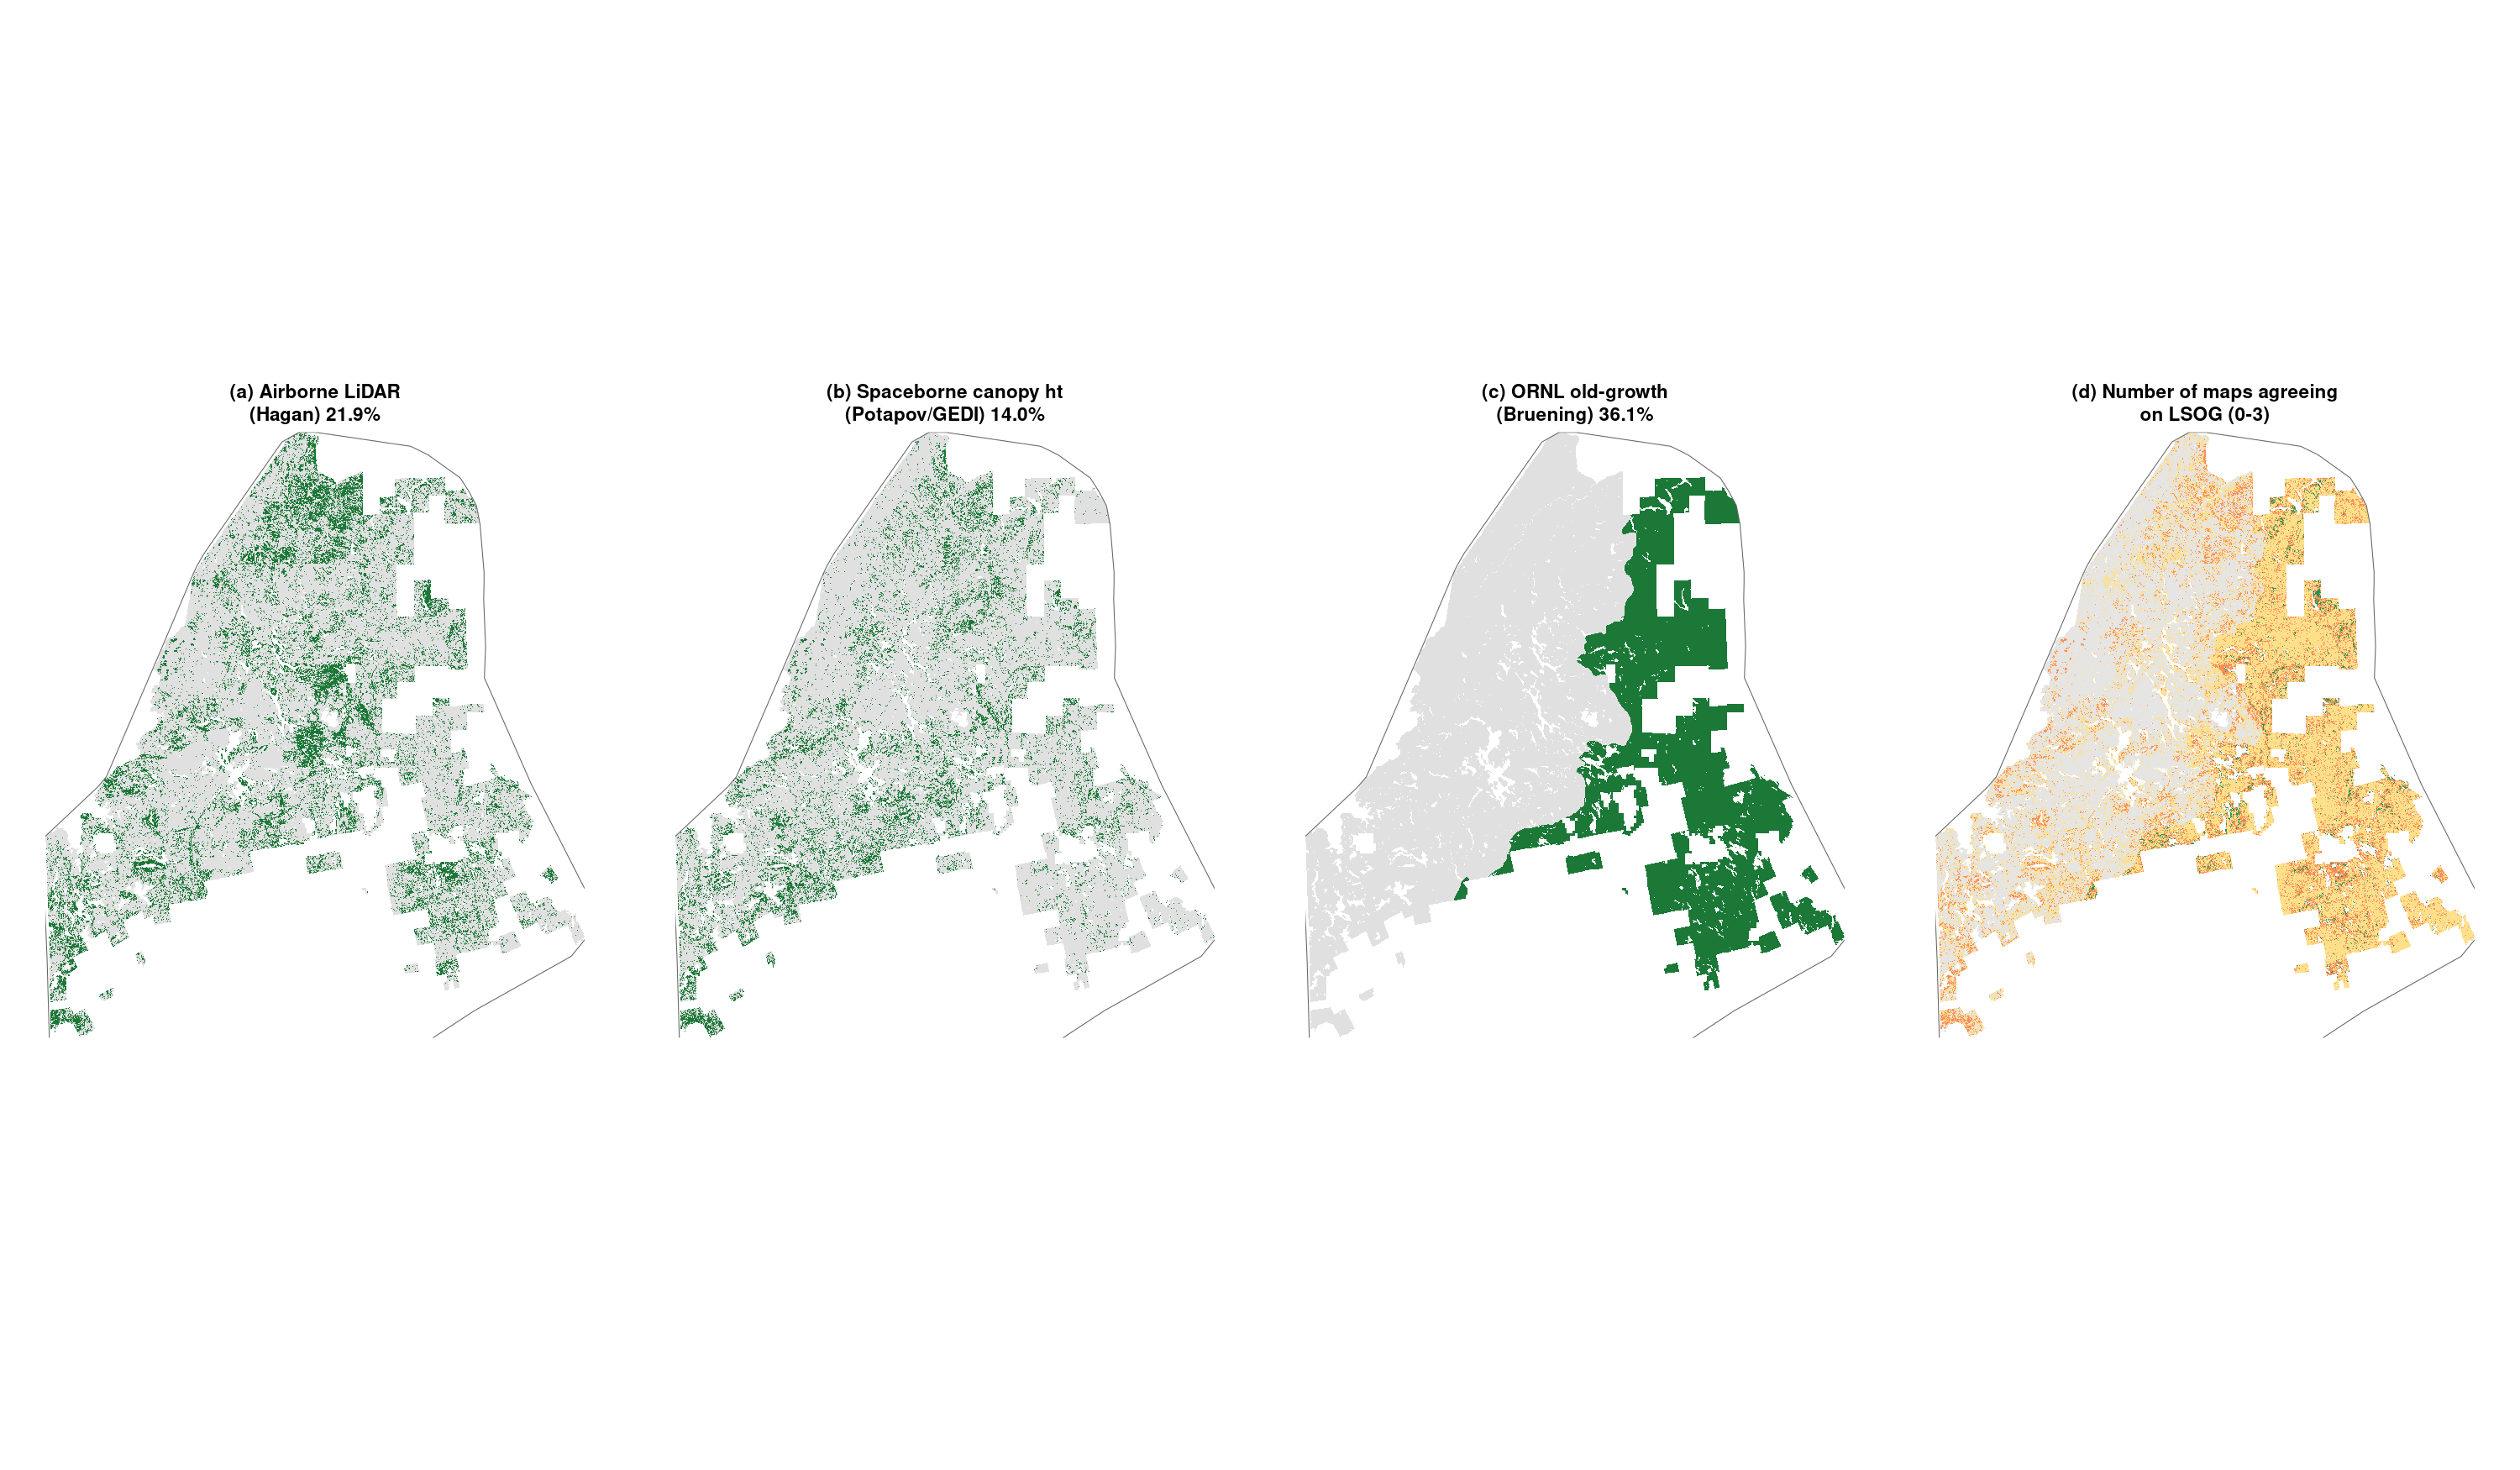 (a) Airborne LiDAR
(Hagan) 21.9%
(b) Spaceborne canopy ht
(Potapov/GEDI) 14.0%
(c) ORNL old-growth
(Bruening) 36.1%
(d) Number of maps agreeing
on LSOG (0-3)